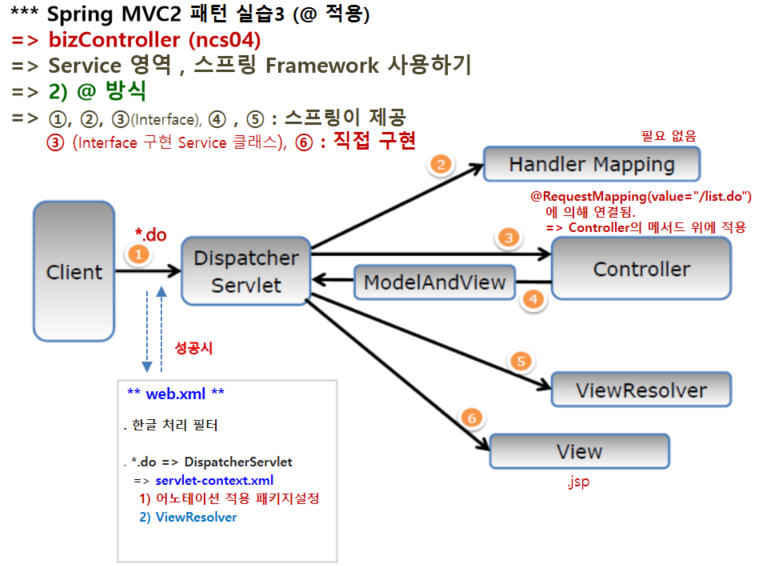 *** Spring MVC2 패턴 실습3 (@ 적용)
=> bizController (ncs04)
=> Service 영역 , 스프링 Framework 사용하기
=> 2) @ 방식
=> ①, ②, ③(Interface), ④ , ⑤ : 스프링이 제공
③ (Interface 구현 Service 클래스), ⑥ : 직접 구현
필요 없음
2
Handler Mapping
@RequestMapping(value="/list.do")
에 의해 연결됨.
=> Controller의 메서드 위에 적용
*.do
1
3
Client
Dispatcher
Servlet
ModelAndView
Controller
4
성공시
5
ViewResolver
** web.xml **
6
. 한글 처리 필터
View
. *.do => DispatcherServlet
.jsp
=> servlet-context.xml
1) 어노테이션 적용 패키지설정
2) ViewResolver